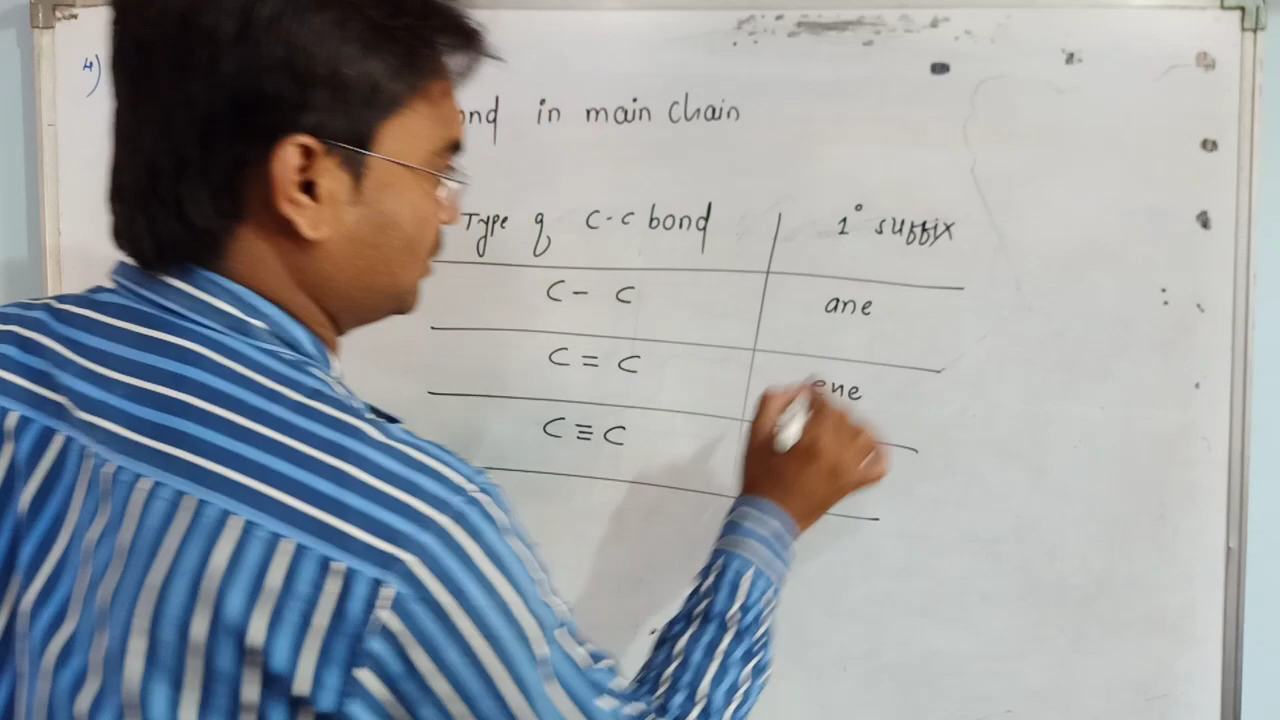 4)
ond in main chain
Type of C-C bond 1° suffix
C - C ane
C = C ene
C ≡ C